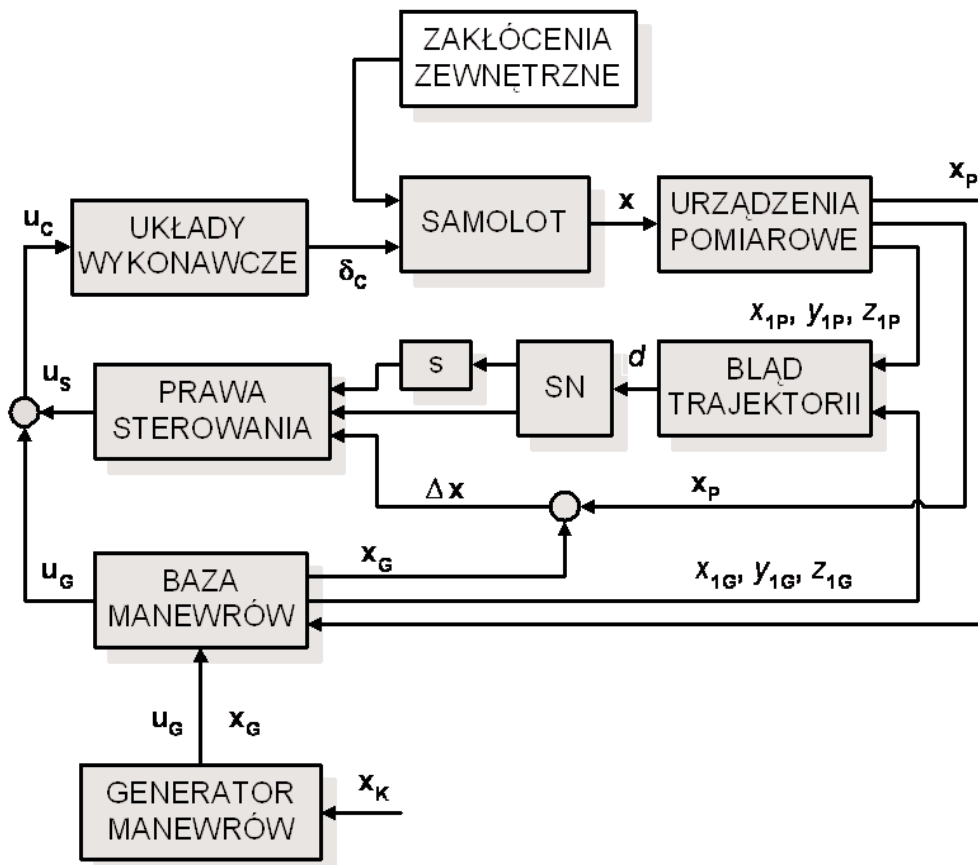 ZAKŁÓCENIA
ZEWNĘTRZNE
x_P
u_C
UKŁADY
WYKONAWCZE
δ_C
SAMOLOT
x
URZĄDZENIA
POMIAROWE
x_1P, y_1P, z_1P
u_S
PRAWA
STEROWANIA
s
SN
d
BLĄD
TRAJEKTORII
Δx
x_P
u_G
BAZA
MANEWRÓW
x_G
x_1G, y_1G, z_1G
u_G x_G
GENERATOR
MANEWRÓW
x_K